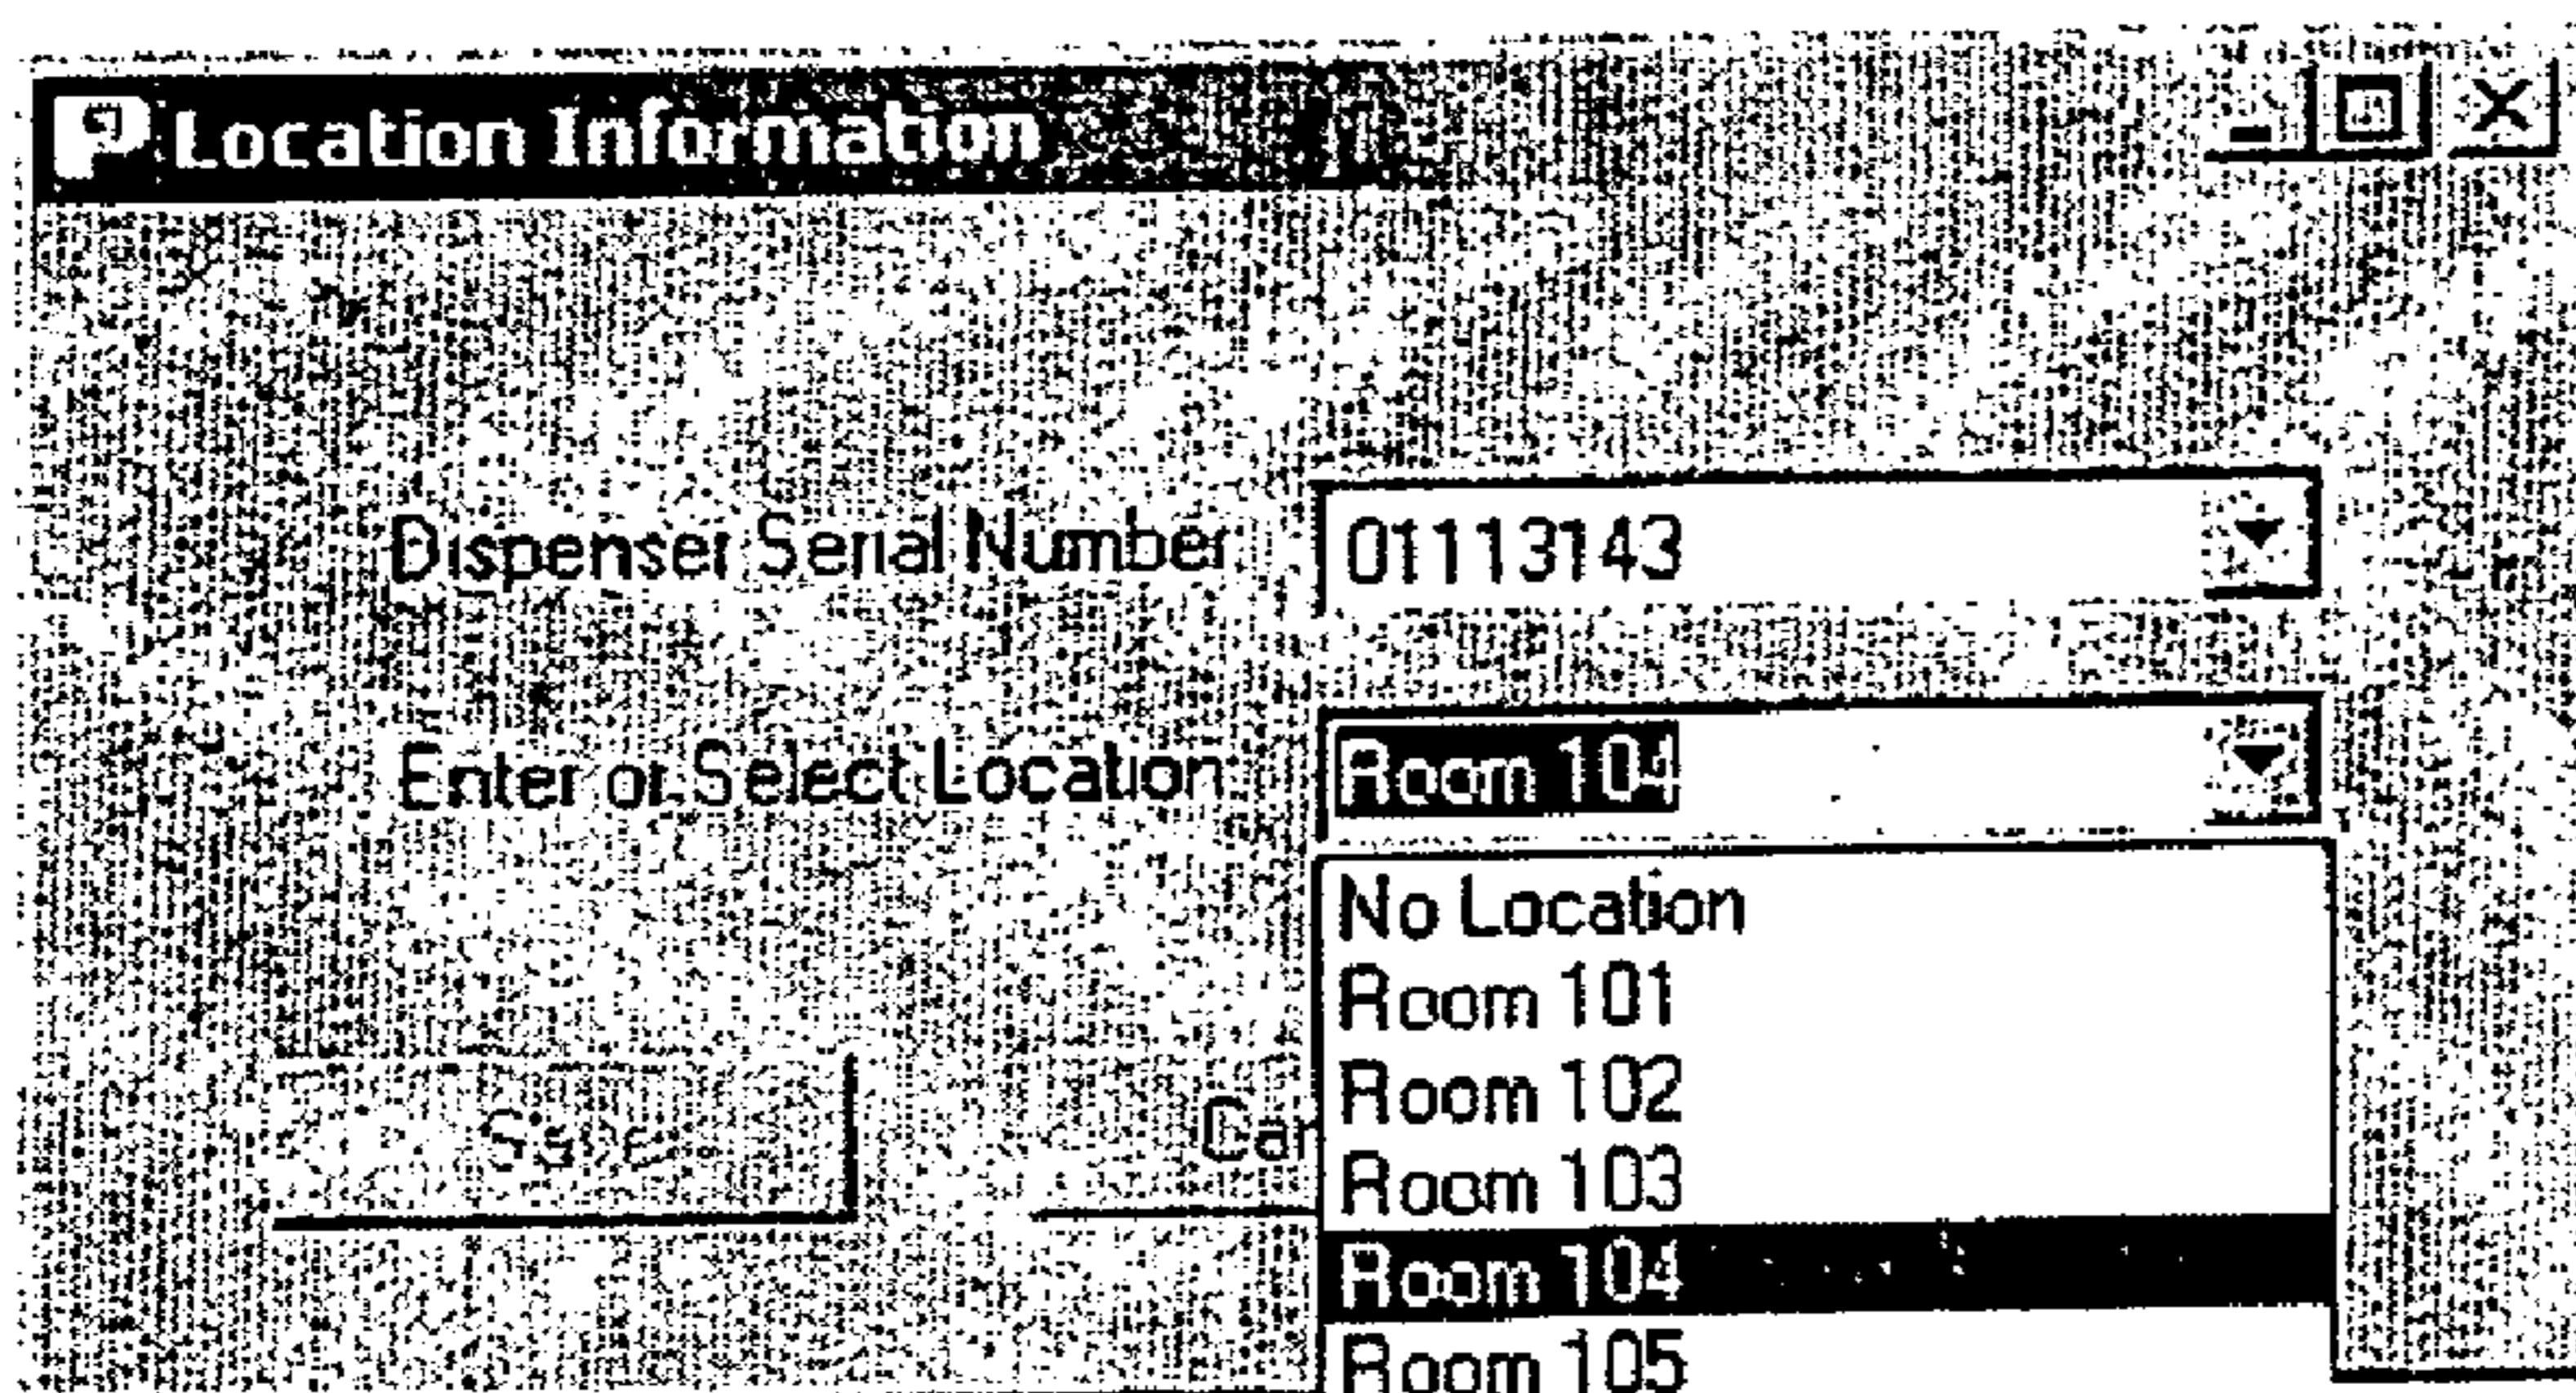 Location Information
Dispenser Serial Number 01113143
Enter or Select Location Room 104
No Location
Room 101
Room 102
Room 103
Room 104
Room 105
Save
Can